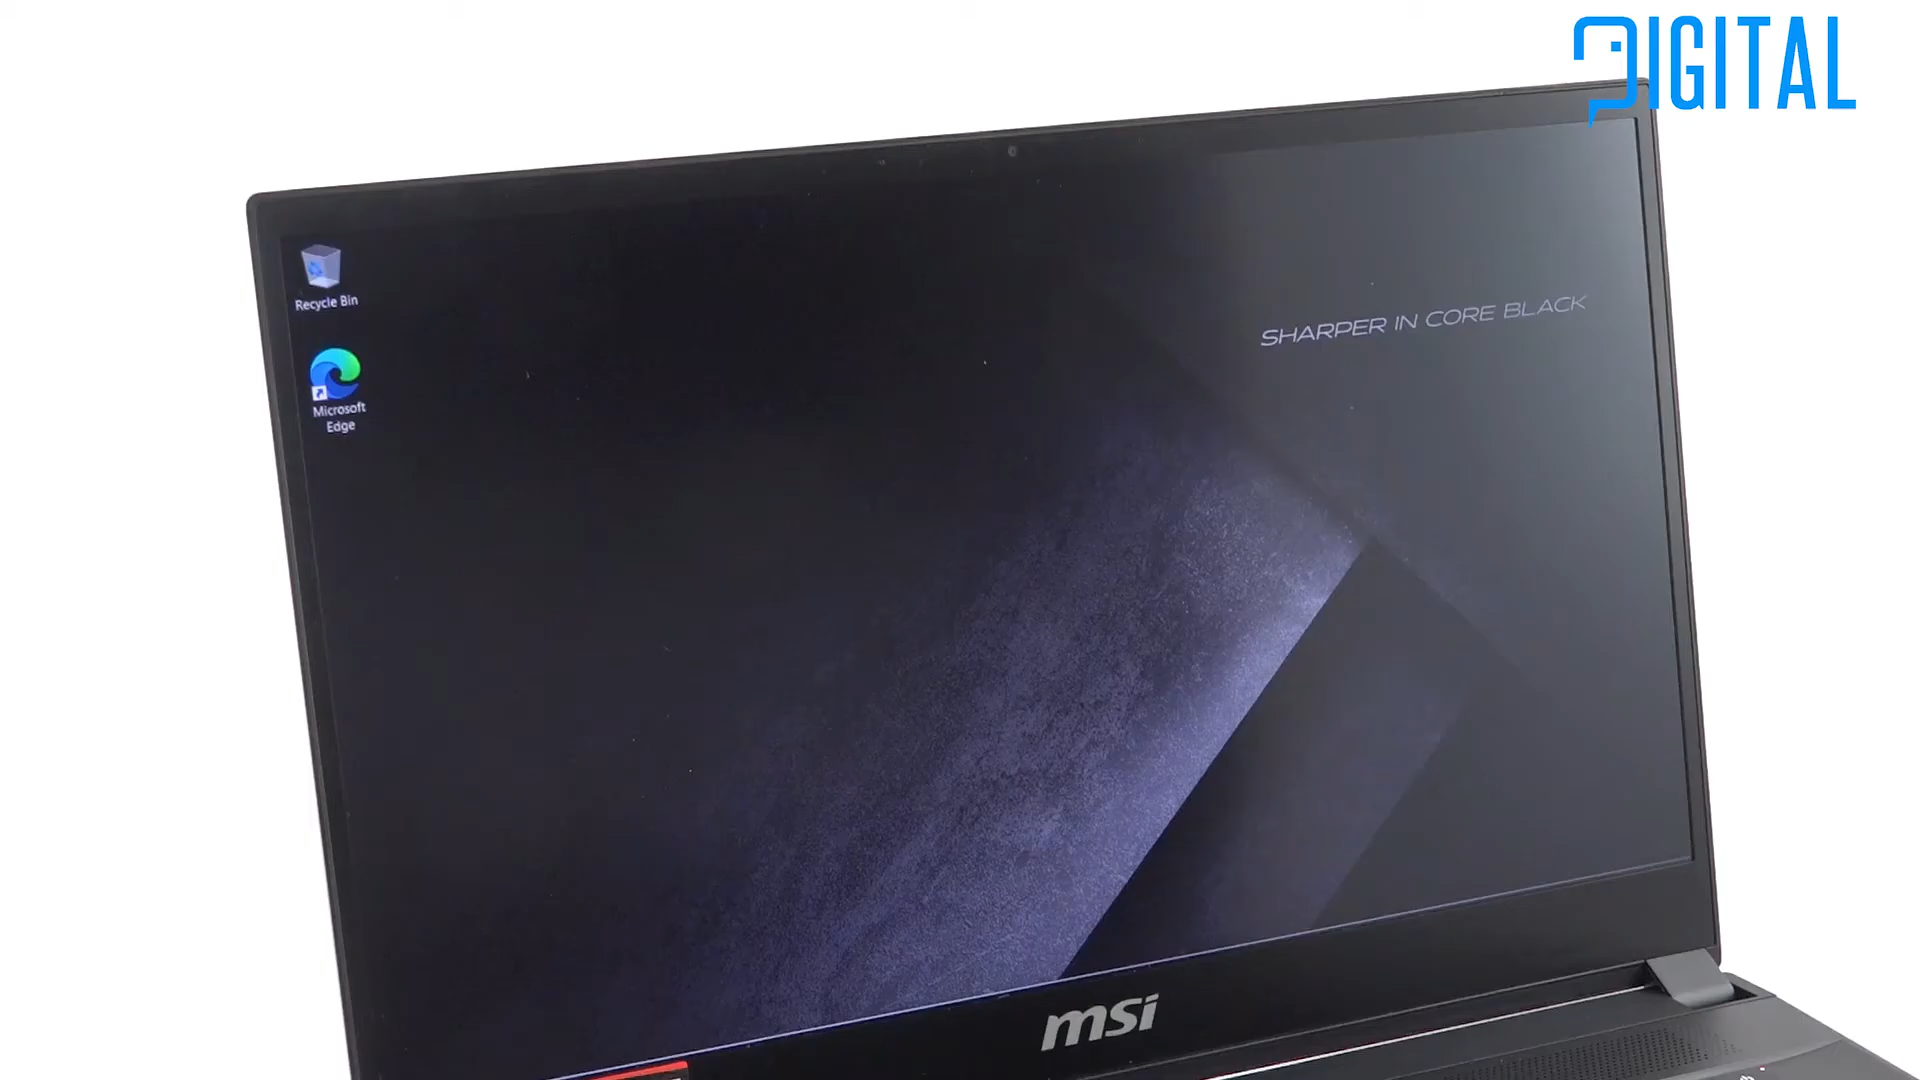 DIGITAL
Recycle Bin
SHARPER IN CORE BLACK
Microsoft
Edge
msi